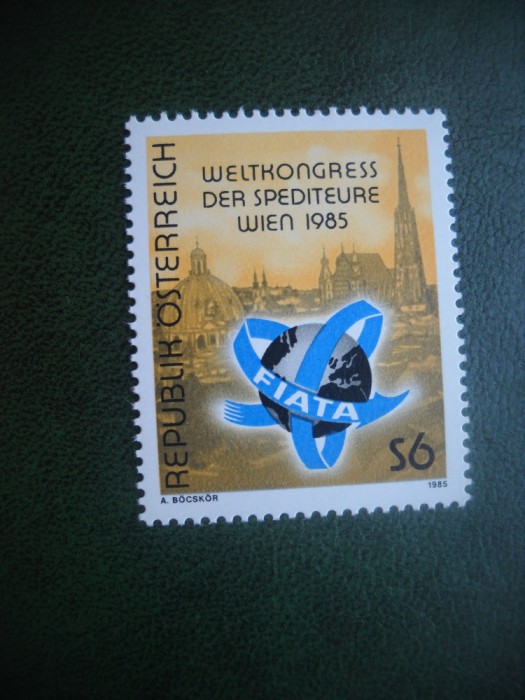 WELTKONGRESS
DER SPEDITEURE
WIEN 1985
REPUBLIK ÖSTERREICH
FIATA
S6
A. BÖCSKÖR
1985